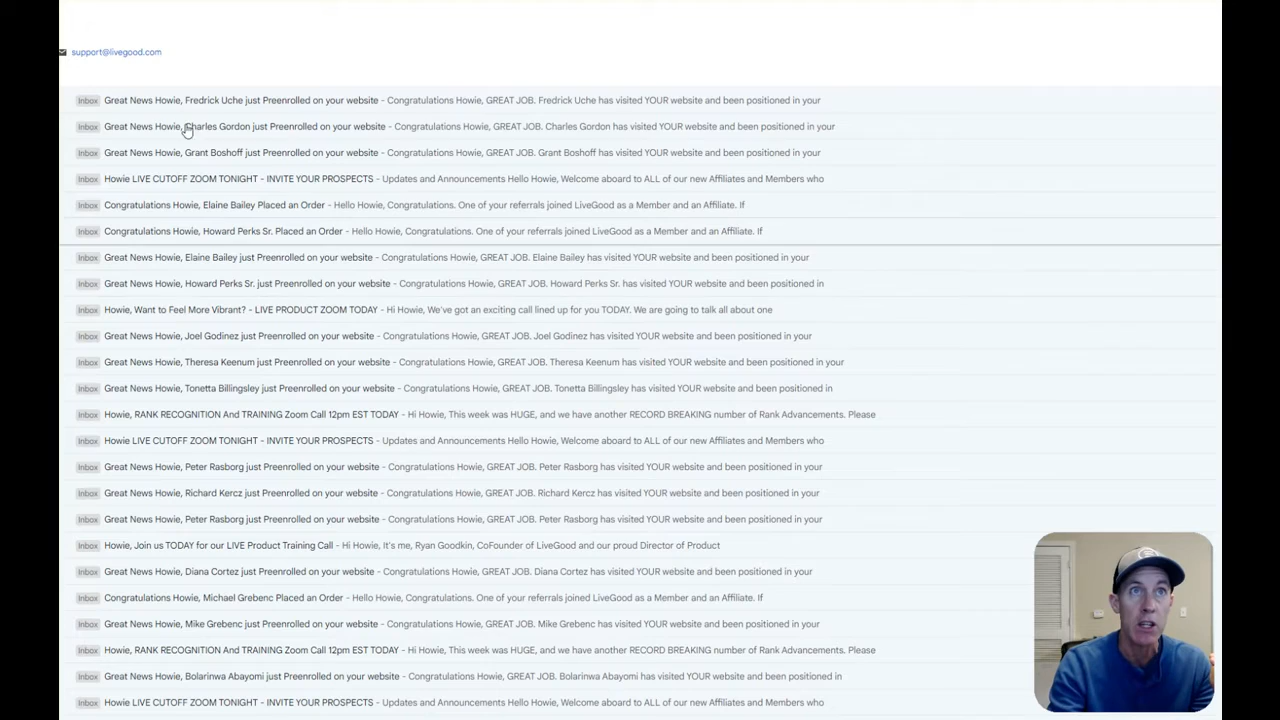 support@livegood.com
Inbox Great News Howie, Fredrick Uche just Preenrolled on your website - Congratulations Howie, GREAT JOB. Fredrick Uche has visited YOUR website and been positioned in your
Inbox Great News Howie, Charles Gordon just Preenrolled on your website - Congratulations Howie, GREAT JOB. Charles Gordon has visited YOUR website and been positioned in your
Inbox Great News Howie, Grant Boshoff just Preenrolled on your website - Congratulations Howie, GREAT JOB. Grant Boshoff has visited YOUR website and been positioned in your
Inbox Howie LIVE CUTOFF ZOOM TONIGHT - INVITE YOUR PROSPECTS - Updates and Announcements Hello Howie, Welcome aboard to ALL of our new Affiliates and Members who
Inbox Congratulations Howie, Elaine Bailey Placed an Order - Hello Howie, Congratulations. One of your referrals joined LiveGood as a Member and an Affiliate. If
Inbox Congratulations Howie, Howard Perks Sr. Placed an Order - Hello Howie, Congratulations. One of your referrals joined LiveGood as a Member and an Affiliate. If
Inbox Great News Howie, Elaine Bailey just Preenrolled on your website - Congratulations Howie, GREAT JOB. Elaine Bailey has visited YOUR website and been positioned in your
Inbox Great News Howie, Howard Perks Sr. just Preenrolled on your website - Congratulations Howie, GREAT JOB. Howard Perks Sr. has visited YOUR website and been positioned in
Inbox Howie, Want to Feel More Vibrant? - LIVE PRODUCT ZOOM TODAY - Hi Howie, We've got an exciting call lined up for you TODAY. We are going to talk all about one
Inbox Great News Howie, Joel Godinez just Preenrolled on your website - Congratulations Howie, GREAT JOB. Joel Godinez has visited YOUR website and been positioned in your
Inbox Great News Howie, Theresa Keenum just Preenrolled on your website - Congratulations Howie, GREAT JOB. Theresa Keenum has visited YOUR website and been positioned in your
Inbox Great News Howie, Tonetta Billingsley just Preenrolled on your website - Congratulations Howie, GREAT JOB. Tonetta Billingsley has visited YOUR website and been positioned in
Inbox Howie, RANK RECOGNITION And TRAINING Zoom Call 12pm EST TODAY - Hi Howie, This week was HUGE, and we have another RECORD BREAKING number of Rank Advancements. Please
Inbox Howie LIVE CUTOFF ZOOM TONIGHT - INVITE YOUR PROSPECTS - Updates and Announcements Hello Howie, Welcome aboard to ALL of our new Affiliates and Members who
Inbox Great News Howie, Peter Rasborg just Preenrolled on your website - Congratulations Howie, GREAT JOB. Peter Rasborg has visited YOUR website and been positioned in your
Inbox Great News Howie, Richard Kercz just Preenrolled on your website - Congratulations Howie, GREAT JOB. Richard Kercz has visited YOUR website and been positioned in your
Inbox Great News Howie, Peter Rasborg just Preenrolled on your website - Congratulations Howie, GREAT JOB. Peter Rasborg has visited YOUR website and been positioned in your
Inbox Howie, Join us TODAY for our LIVE Product Training Call - Hi Howie, It's me, Ryan Goodkin, CoFounder of LiveGood and our proud Director of Product
Inbox Great News Howie, Diana Cortez just Preenrolled on your website - Congratulations Howie, GREAT JOB. Diana Cortez has visited YOUR website and been positioned in your
Inbox Congratulations Howie, Michael Grebenc Placed an Order - Hello Howie, Congratulations. One of your referrals joined LiveGood as a Member and an Affiliate. If
Inbox Great News Howie, Mike Grebenc just Preenrolled on your website - Congratulations Howie, GREAT JOB. Mike Grebenc has visited YOUR website and been positioned in your
Inbox Howie, RANK RECOGNITION And TRAINING Zoom Call 12pm EST TODAY - Hi Howie, This week was HUGE, and we have another RECORD BREAKING number of Rank Advancements. Please
Inbox Great News Howie, Bolarinwa Abayomi just Preenrolled on your website - Congratulations Howie, GREAT JOB. Bolarinwa Abayomi has visited YOUR website and been positioned in
Inbox Howie LIVE CUTOFF ZOOM TONIGHT - INVITE YOUR PROSPECTS - Updates and Announcements Hello Howie, Welcome aboard to ALL of our new Affiliates and Members who